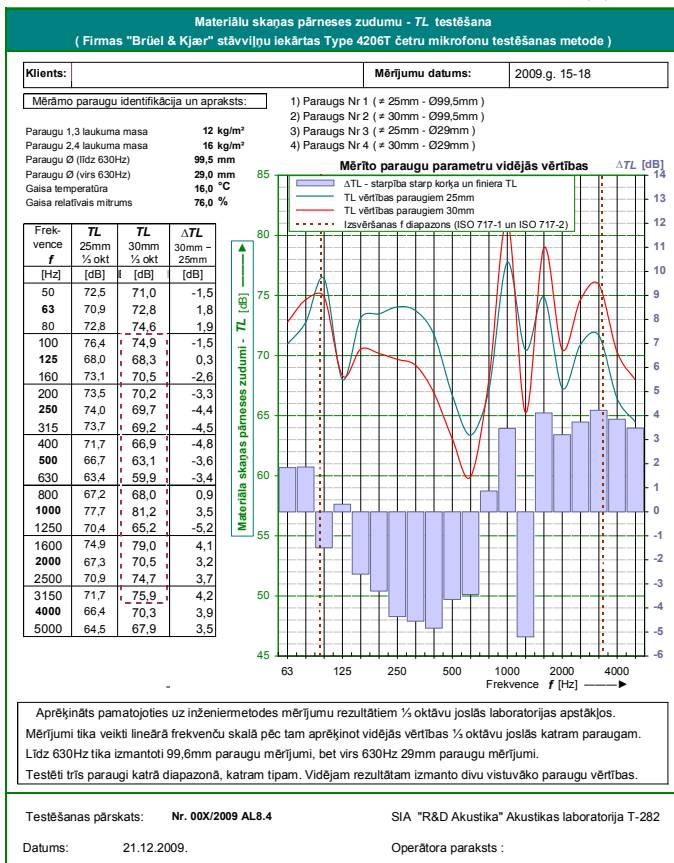 Materiālu skaņas pārneses zudumu - TL testēšana
( Firmas "Brüel & Kjær" stāvviļņu iekārtas Type 4206T četru mikrofonu testēšanas metode )
Klients: Mērījumu datums: 2009.g. 15-18
Mērāmo paraugu identifikācija un apraksts:
1) Paraugs Nr 1 ( ≠ 25mm - Ø99,5mm )
2) Paraugs Nr 2 ( ≠ 30mm - Ø99,5mm )
3) Paraugs Nr 3 ( ≠ 25mm - Ø29mm )
4) Paraugs Nr 4 ( ≠ 30mm - Ø29mm )
Paraugu 1,3 laukuma masa 12 kg/m²
Paraugu 2,4 laukuma masa 16 kg/m²
Paraugu Ø (līdz 630Hz) 99,5 mm
Paraugu Ø (virs 630Hz) 29,0 mm
Gaisa temperatūra 16,0 °C
Gaisa relatīvais mitrums 76,0 %
Frekvence f TL 25mm ⅓ okt TL 30mm ⅓ okt ΔTL 30mm – 25mm
[Hz] [dB] [dB] [dB]
50 72,5 71,0 -1,5
63 70,9 72,8 1,8
80 72,8 74,6 1,9
100 76,4 74,9 -1,5
125 68,0 68,3 0,3
160 73,1 70,5 -2,6
200 73,5 70,2 -3,3
250 74,0 69,7 -4,4
315 73,7 69,2 -4,5
400 71,7 66,9 -4,8
500 66,7 63,1 -3,6
630 63,4 59,9 -3,4
800 67,2 68,0 0,9
1000 77,7 81,2 3,5
1250 70,4 65,2 -5,2
1600 74,9 79,0 4,1
2000 67,3 70,5 3,2
2500 70,9 74,7 3,7
3150 71,7 75,9 4,2
4000 66,4 70,3 3,9
5000 64,5 67,9 3,5
Mērīto paraugu parametru vidējās vērtības
ΔTL [dB]
ΔTL - starpība starp korķa un finiera TL
TL vērtības paraugiem 25mm
TL vērtības paraugiem 30mm
Izsvēršanas f diapazons (ISO 717-1 un ISO 717-2)
Materiāla skaņas pārneses zudumi - TL [dB]
85
80
75
70
65
60
55
50
45
14
13
12
11
10
9
8
7
6
5
4
3
2
1
0
-1
-2
-3
-4
-5
-6
63 125 250 500 1000 2000 4000
Frekvence f [Hz]
-
Aprēķināts pamatojoties uz inženiermetodes mērījumu rezultātiem ⅓ oktāvu joslās laboratorijas apstākļos.
Mērījumi tika veikti lineārā frekvenču skalā pēc tam aprēķinot vidējās vērtības ⅓ oktāvu joslās katram paraugam.
Līdz 630Hz tika izmantoti 99,6mm paraugu mērījumi, bet virs 630Hz 29mm paraugu mērījumi.
Testēti trīs paraugi katrā diapazonā, katram tipam. Vidējam rezultātam izmanto divu vistuvāko paraugu vērtības.
Testēšanas pārskats: Nr. 00X/2009 AL8.4 SIA "R&D Akustika" Akustikas laboratorija T-282
Datums: 21.12.2009. Operātora paraksts :